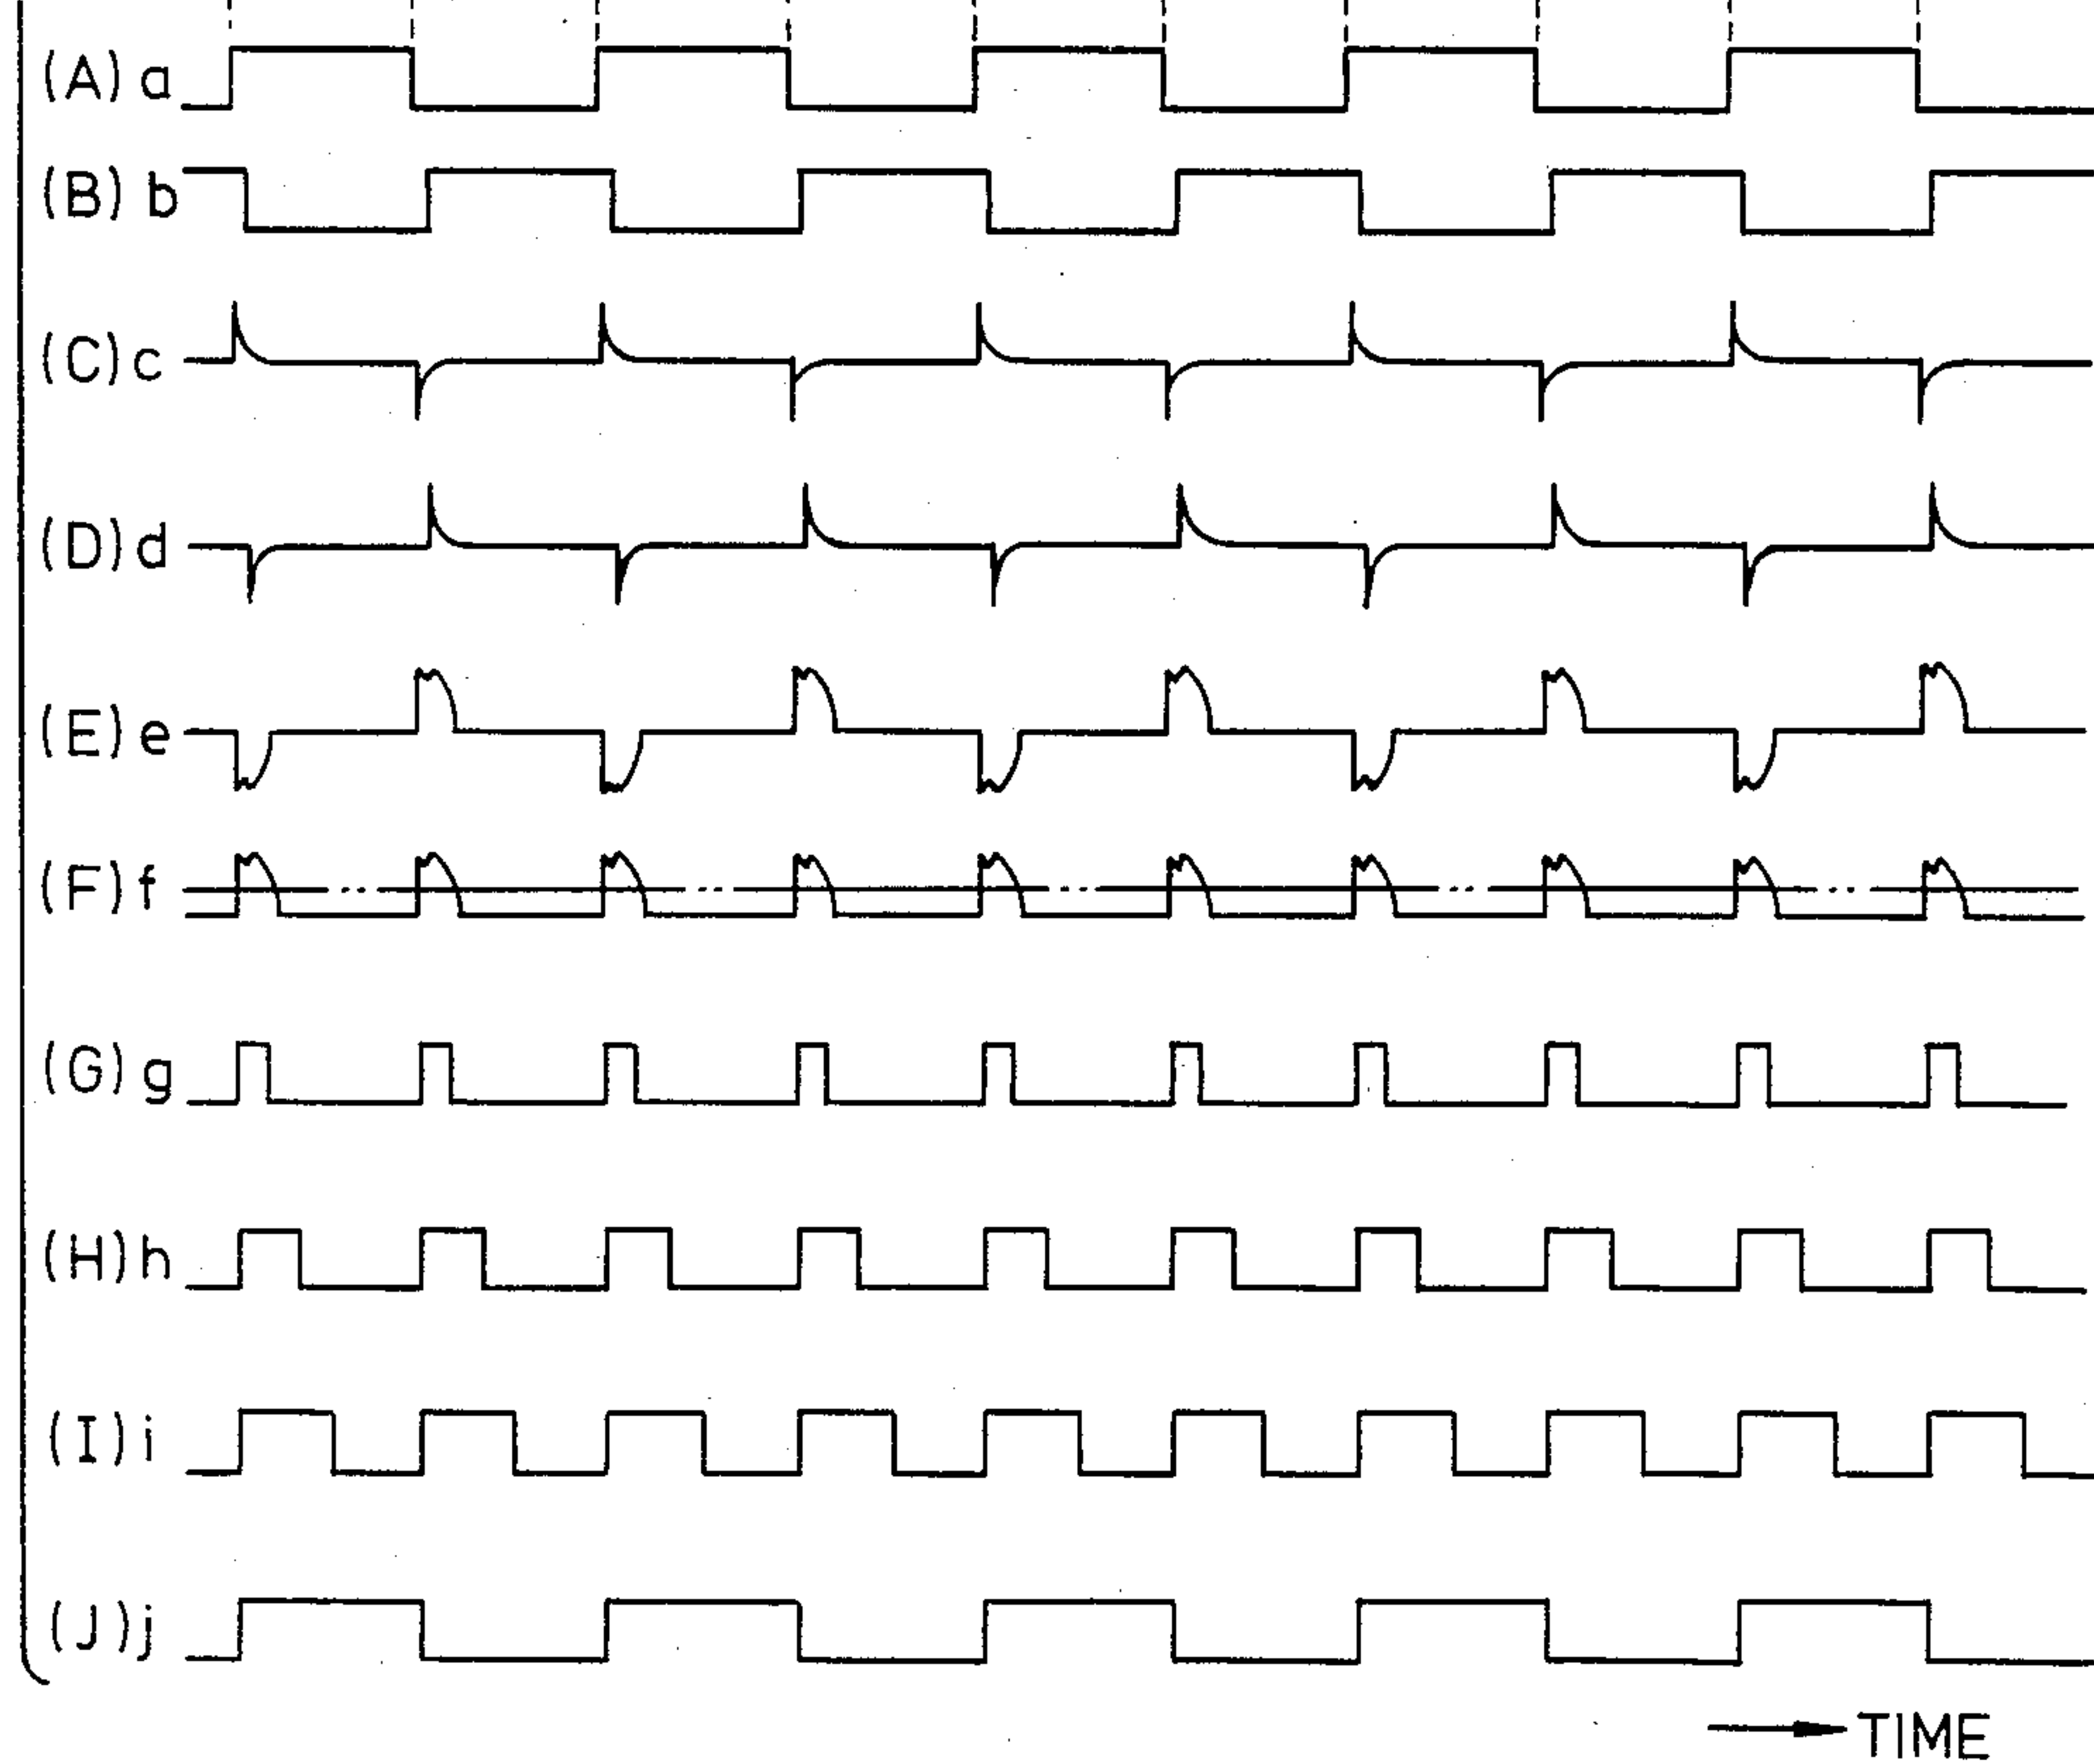 (A) a
(B) b
(C) c
(D) d
(E) e
(F) f
(G) g
(H) h
(I) i
(J) j
TIME